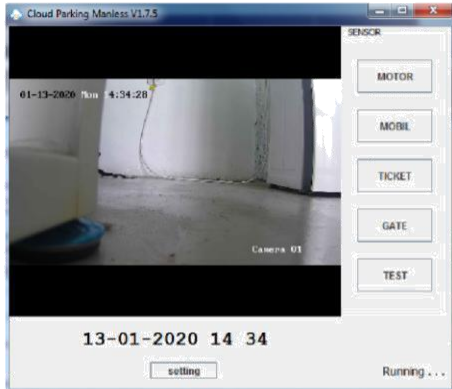 Cloud Parking Manless V1.7.5
SENSOR
01-13-2020 Mon 4:34:28
MOTOR
MOBIL
TICKET
GATE
TEST
Camera 01
13-01-2020 14 34
setting
Running . . .